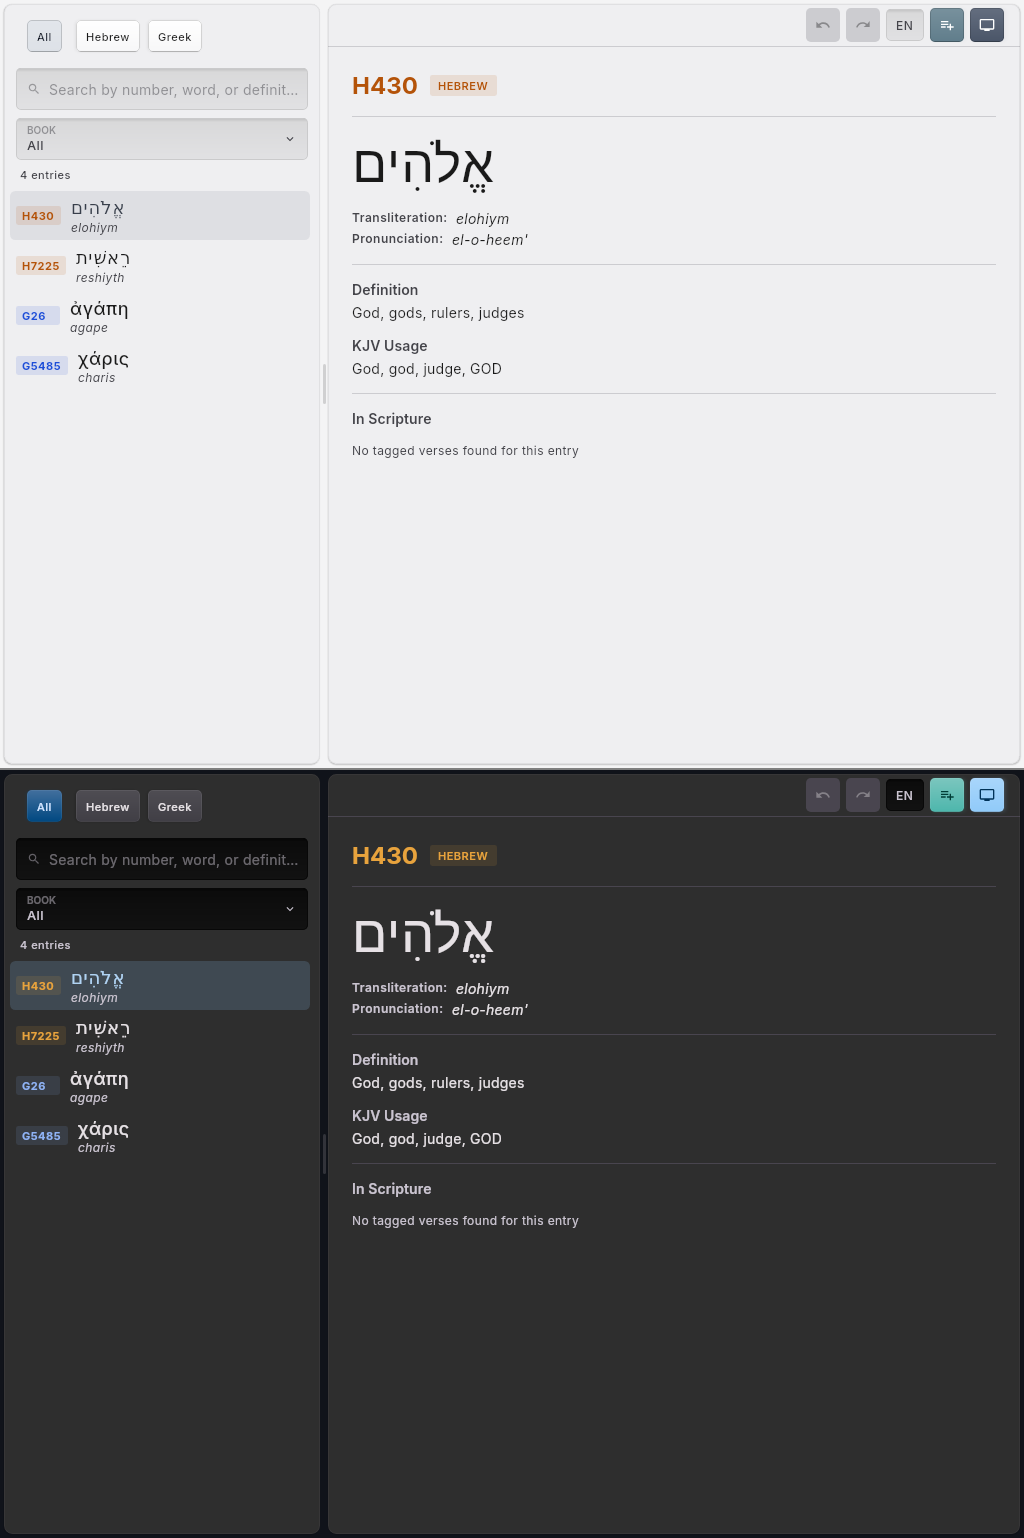 All
Hebrew
Greek
Search by number, word, or definit...
BOOK
All
4 entries
H430
אֱלֹהִים
elohiym
H7225
רֵאשִׁית
reshiyth
G26
ἀγάπη
agape
G5485
χάρις
charis
EN
H430
HEBREW
אֱלֹהִים
Transliteration: elohiym
Pronunciation: el-o-heem'
Definition
God, gods, rulers, judges
KJV Usage
God, god, judge, GOD
In Scripture
No tagged verses found for this entry
All
Hebrew
Greek
Search by number, word, or definit...
BOOK
All
4 entries
H430
אֱלֹהִים
elohiym
H7225
רֵאשִׁית
reshiyth
G26
ἀγάπη
agape
G5485
χάρις
charis
EN
H430
HEBREW
אֱלֹהִים
Transliteration: elohiym
Pronunciation: el-o-heem'
Definition
God, gods, rulers, judges
KJV Usage
God, god, judge, GOD
In Scripture
No tagged verses found for this entry